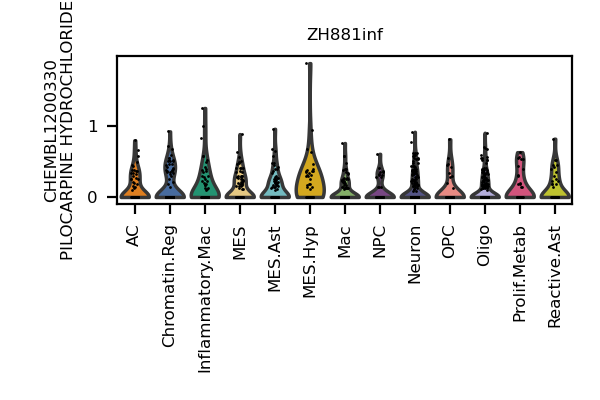 ZH881inf
CHEMBL1200330
PILOCARPINE HYDROCHLORIDE
1
0
AC
Chromatin.Reg
Inflammatory.Mac
MES
MES.Ast
MES.Hyp
Mac
NPC
Neuron
OPC
Oligo
Prolif.Metab
Reactive.Ast